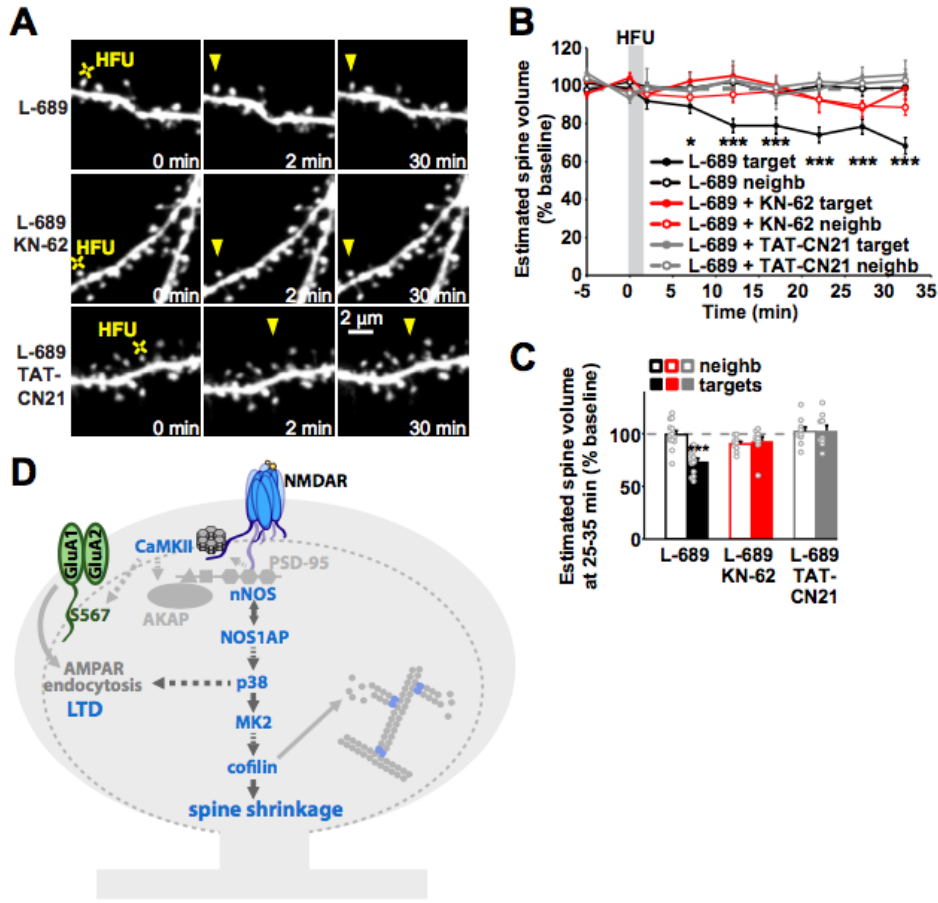 A
L-689
HFU
0 min
2 min
30 min
L-689
KN-62
HFU
0 min
2 min
30 min
L-689
TAT-
CN21
HFU
2 μm
0 min
2 min
30 min
B
HFU
Estimated spine volume
(% baseline)
120
100
80
60
40
20
0
* *** *** *** *** ***
L-689 target
L-689 neighb
L-689 + KN-62 target
L-689 + KN-62 neighb
L-689 + TAT-CN21 target
L-689 + TAT-CN21 neighb
-5 0 5 10 15 20 25 30 35
Time (min)
C
neighb
targets
Estimated spine volume
at 25-35 min (% baseline)
100
50
0
***
L-689
L-689
KN-62
L-689
TAT-
CN21
D
NMDAR
GluA1
GluA2
CaMKII
PSD-95
S567
AKAP
nNOS
NOS1AP
AMPAR
endocytosis
LTD
p38
MK2
cofilin
spine shrinkage